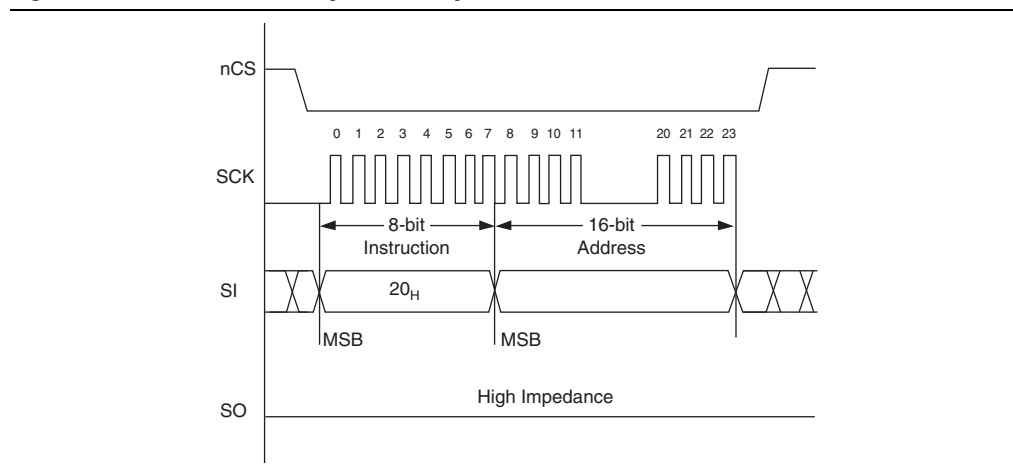 nCS
0 1 2 3 4 5 6 7 8 9 10 11 20 21 22 23
SCK
8-bit
Instruction
16-bit
Address
SI
20H
MSB
MSB
High Impedance
SO